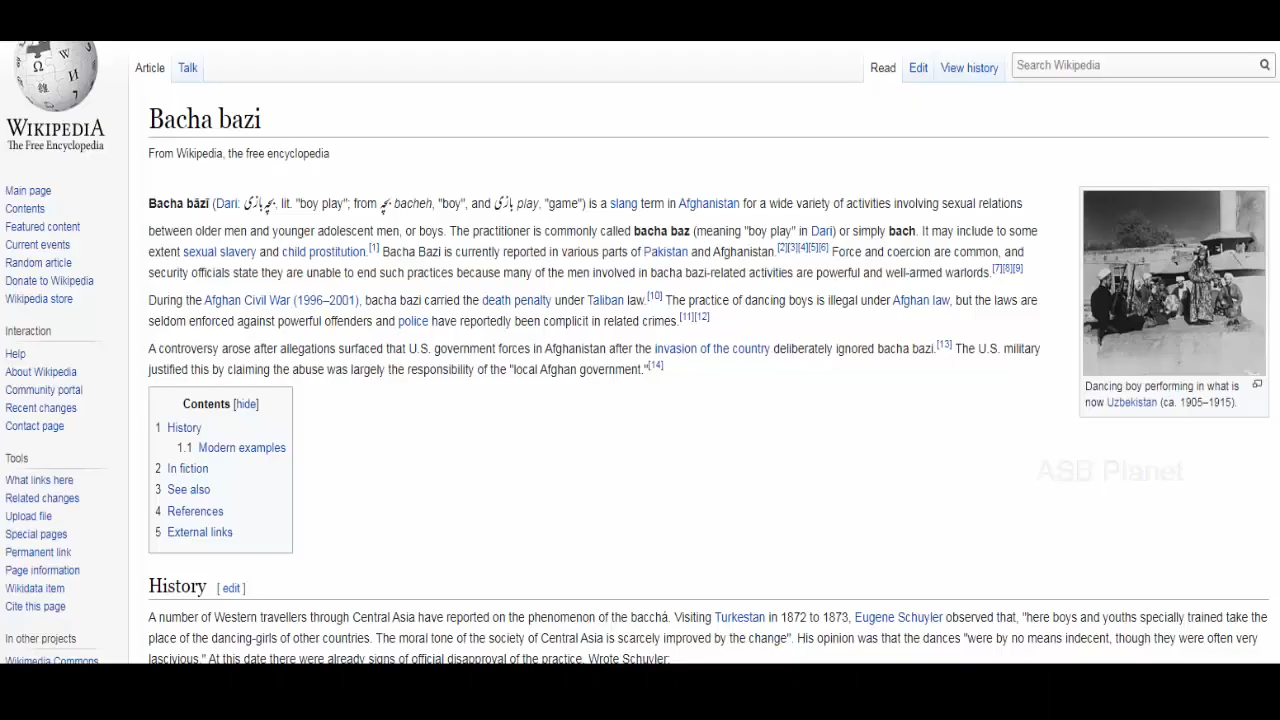 WIKIPEDIA
The Free Encyclopedia
Main page
Contents
Featured content
Current events
Random article
Donate to Wikipedia
Wikipedia store
Interaction
Help
About Wikipedia
Community portal
Recent changes
Contact page
Tools
What links here
Related changes
Upload file
Special pages
Permanent link
Page information
Wikidata item
Cite this page
In other projects
Wikimedia Commons
Article Talk
Read Edit View history Search Wikipedia
Bacha bazi
From Wikipedia, the free encyclopedia
Bacha bāzī (Dari: بچه بازی, lit. "boy play"; from بچه bacheh, "boy", and بازی play, "game") is a slang term in Afghanistan for a wide variety of activities involving sexual relations
between older men and younger adolescent men, or boys. The practitioner is commonly called bacha baz (meaning "boy play" in Dari) or simply bach. It may include to some
extent sexual slavery and child prostitution.[1] Bacha Bazi is currently reported in various parts of Pakistan and Afghanistan.[2][3][4][5][6] Force and coercion are common, and
security officials state they are unable to end such practices because many of the men involved in bacha bazi-related activities are powerful and well-armed warlords.[7][8][9]
During the Afghan Civil War (1996–2001), bacha bazi carried the death penalty under Taliban law.[10] The practice of dancing boys is illegal under Afghan law, but the laws are
seldom enforced against powerful offenders and police have reportedly been complicit in related crimes.[11][12]
A controversy arose after allegations surfaced that U.S. government forces in Afghanistan after the invasion of the country deliberately ignored bacha bazi.[13] The U.S. military
justified this by claiming the abuse was largely the responsibility of the "local Afghan government."[14]
Dancing boy performing in what is
now Uzbekistan (ca. 1905–1915).
ASB Planet
Contents [hide]
1 History
1.1 Modern examples
2 In fiction
3 See also
4 References
5 External links
History [ edit ]
A number of Western travellers through Central Asia have reported on the phenomenon of the bacchá. Visiting Turkestan in 1872 to 1873, Eugene Schuyler observed that, "here boys and youths specially trained take the
place of the dancing-girls of other countries. The moral tone of the society of Central Asia is scarcely improved by the change". His opinion was that the dances "were by no means indecent, though they were often very
lascivious." At this date there were already signs of official disapproval of the practice. Wrote Schuyler: